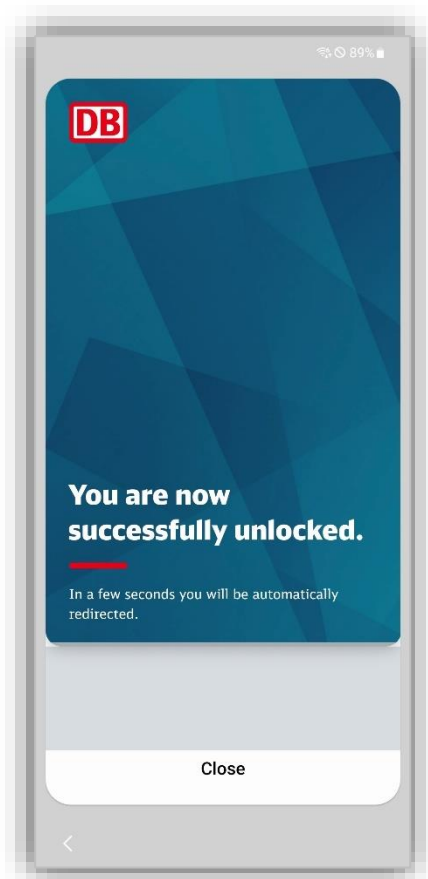 89%
DB
You are now
successfully unlocked.
In a few seconds you will be automatically
redirected.
Close